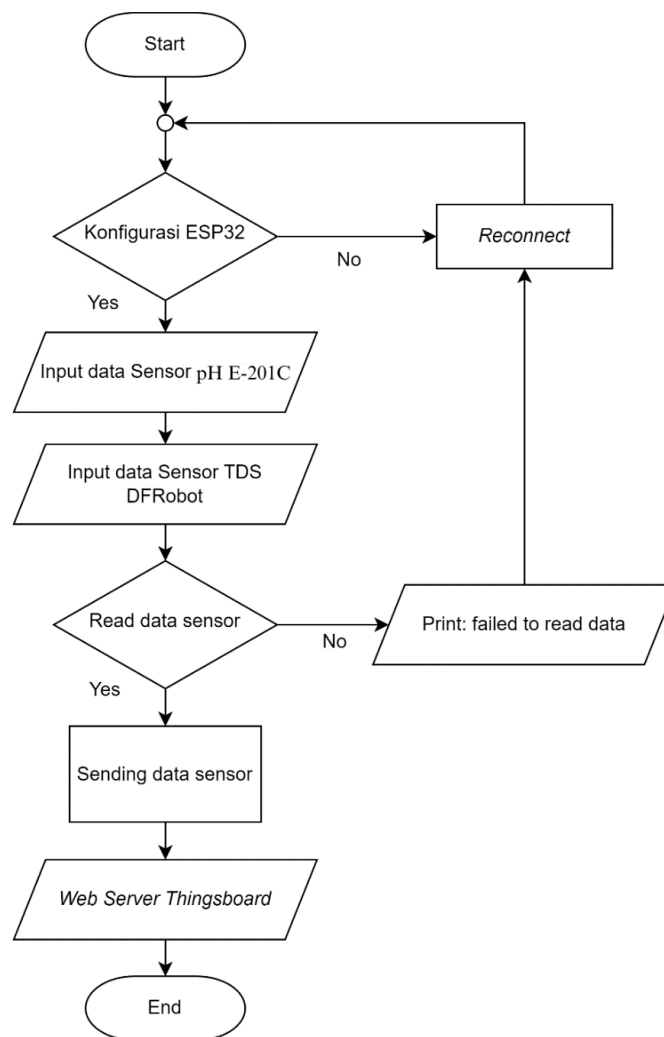 Start
Konfigurasi ESP32
No
Reconnect
Yes
Input data Sensor pH E-201C
Input data Sensor TDS
DFRobot
Read data sensor
No
Print: failed to read data
Yes
Sending data sensor
Web Server Thingsboard
End